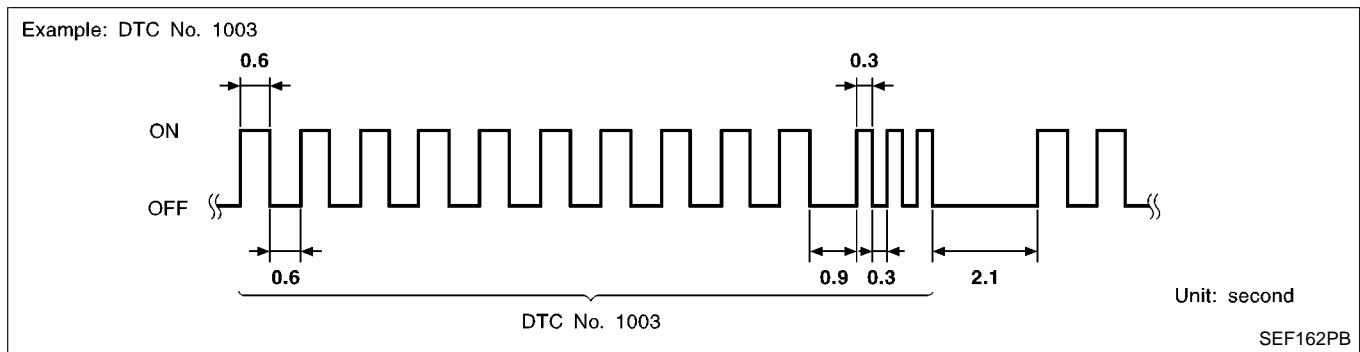 Example: DTC No. 1003
0.6
0.3
ON
OFF
0.6
0.9
0.3
2.1
Unit: second
DTC No. 1003
SEF162PB